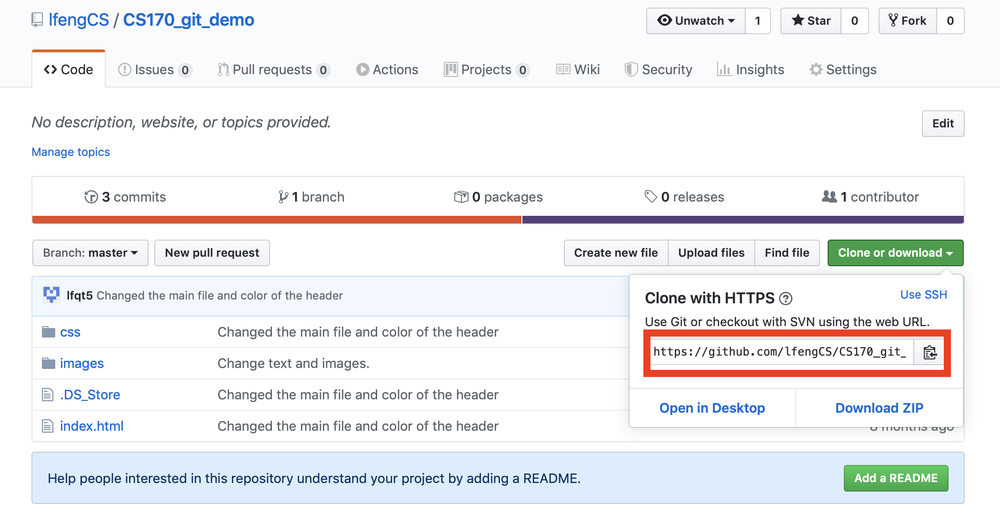 lfengCS / CS170_git_demo
Unwatch 1 Star 0 Fork 0
Code Issues 0 Pull requests 0 Actions Projects 0 Wiki Security Insights Settings
No description, website, or topics provided.
Edit
Manage topics
3 commits 1 branch 0 packages 0 releases 1 contributor
Branch: master New pull request Create new file Upload files Find file Clone or download
lfqt5 Changed the main file and color of the header
css Changed the main file and color of the header
images Change text and images.
.DS_Store Changed the main file and color of the header
index.html Changed the main file and color of the header
Clone with HTTPS Use SSH
Use Git or checkout with SVN using the web URL.
https://github.com/lfengCS/CS170_git_
Open in Desktop Download ZIP
months ago
Help people interested in this repository understand your project by adding a README.
Add a README